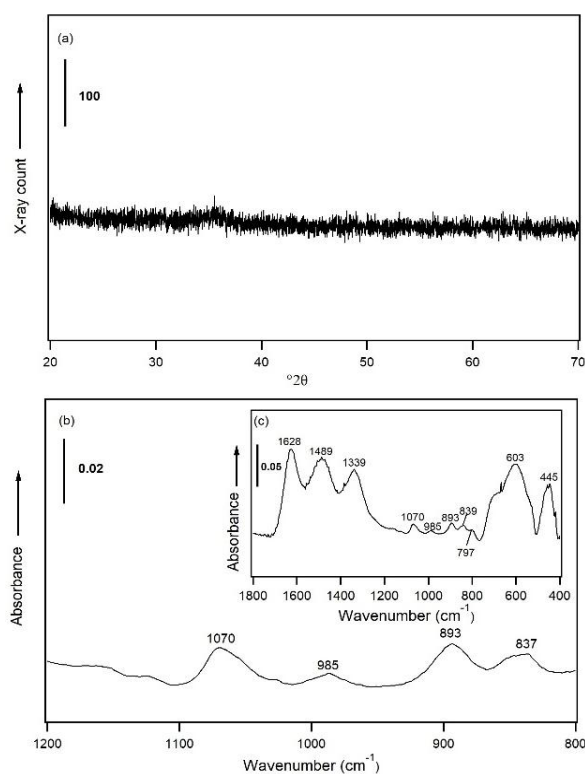 (a)
100
X-ray count
20 30 40 50 60 70
°2θ
(b)
0.02
Absorbance
1070
985
893
837
1200 1100 1000 900 800
Wavenumber (cm-1)
(c)
0.05
Absorbance
1628
1489
1339
1070
985
893
839
797
603
445
1800 1600 1400 1200 1000 800 600 400
Wavenumber (cm-1)